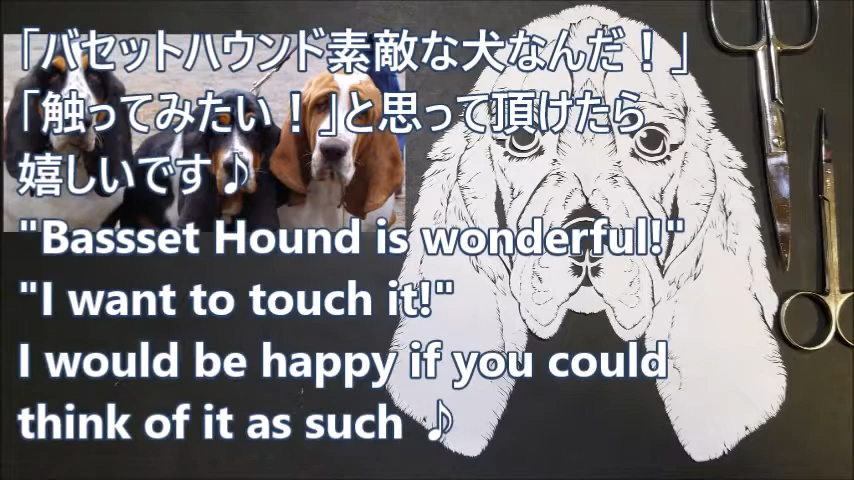 「バセットハウンド素敵な犬なんだ！」
「触ってみたい！」と思って頂けたら
嬉しいです♪
"Bassset Hound is wonderful!"
"I want to touch it!"
I would be happy if you could
think of it as such ♪